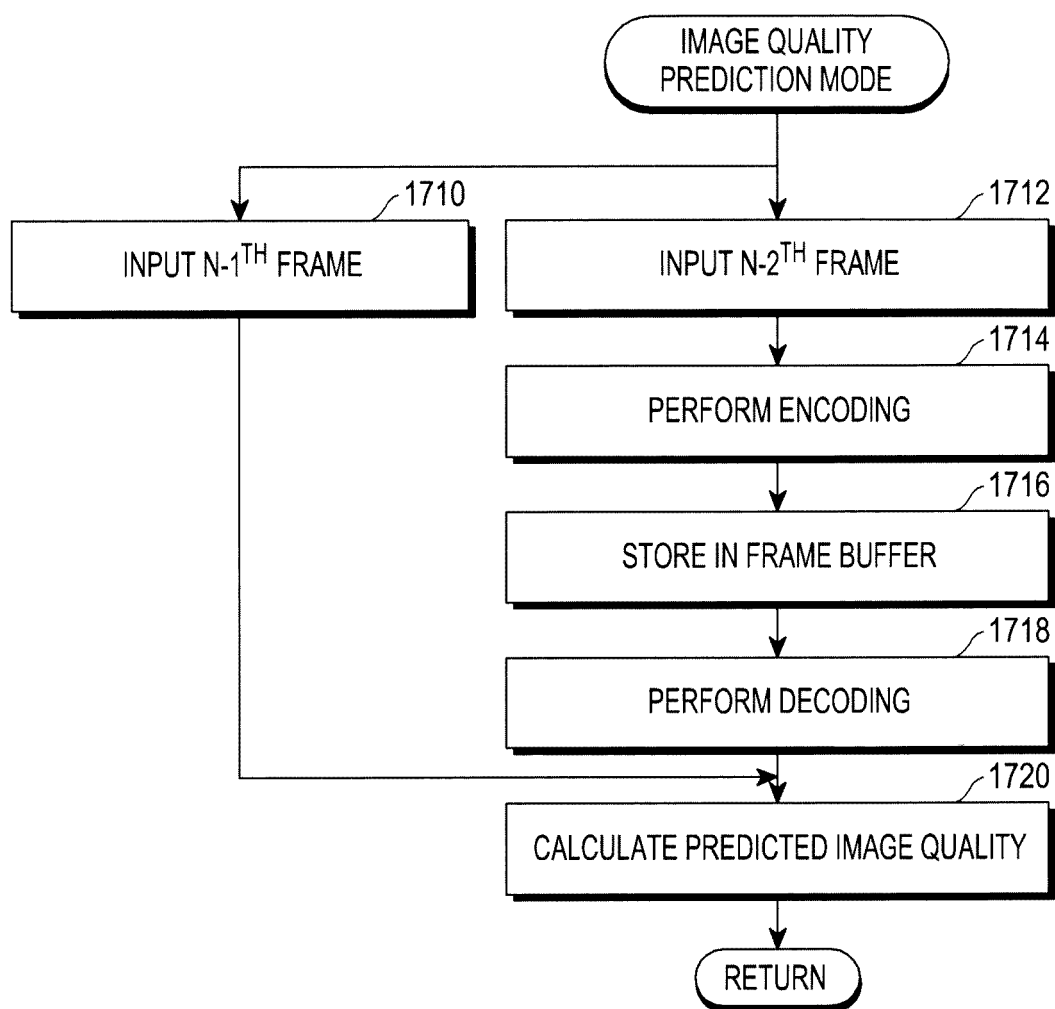 IMAGE QUALITY
PREDICTION MODE
1710
INPUT N-1TH FRAME
1712
INPUT N-2TH FRAME
1714
PERFORM ENCODING
1716
STORE IN FRAME BUFFER
1718
PERFORM DECODING
1720
CALCULATE PREDICTED IMAGE QUALITY
RETURN